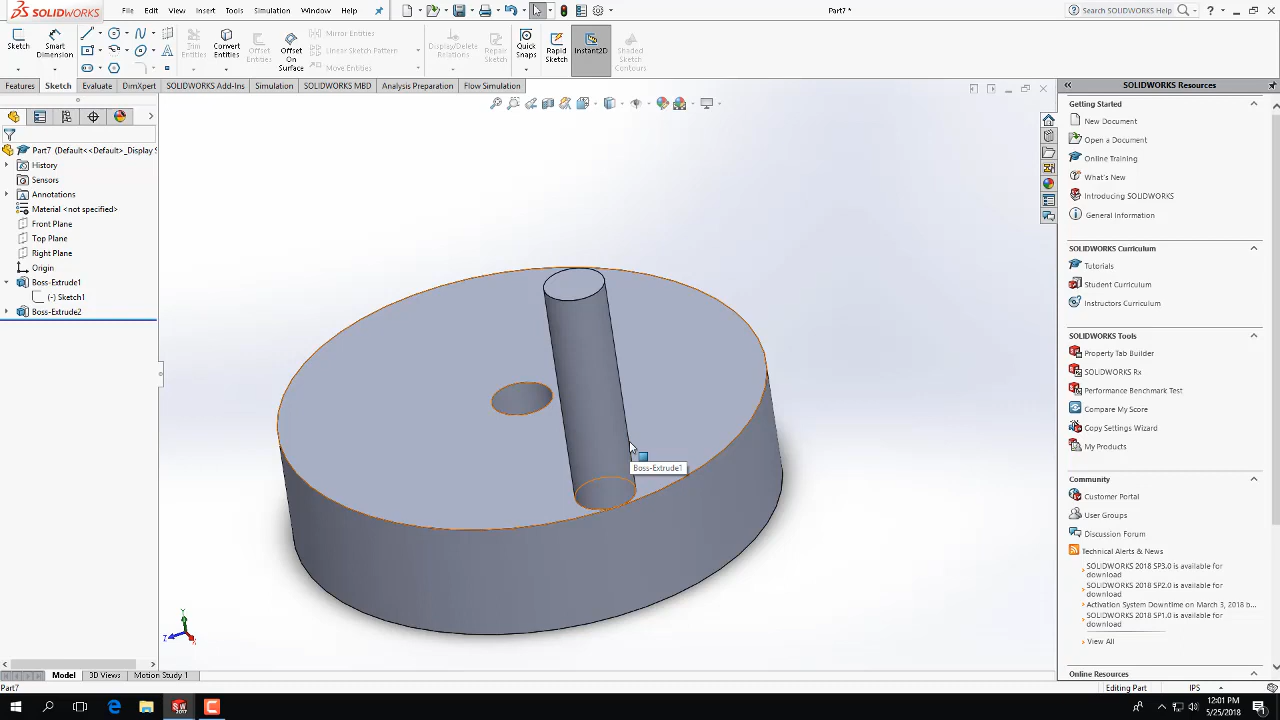 SOLIDWORKS File Edit View Insert Tools Simulation Window Help Part7 * Search SOLIDWORKS Help
Sketch Smart Dimension Trim Entities Convert Entities Offset Entities Offset On Surface Mirror Entities Linear Sketch Pattern Move Entities Display/Delete Relations Repair Sketch Quick Snaps Rapid Sketch Instant2D Shaded Sketch Contours
Features Sketch Evaluate DimXpert SOLIDWORKS Add-Ins Simulation SOLIDWORKS MBD Analysis Preparation Flow Simulation
Part7 (Default<<Default>_Display S
History
Sensors
Annotations
Material <not specified>
Front Plane
Top Plane
Right Plane
Origin
Boss-Extrude1
(-) Sketch1
Boss-Extrude2
Boss-Extrude1
Y
Z
SOLIDWORKS Resources
Getting Started
New Document
Open a Document
Online Training
What's New
Introducing SOLIDWORKS
General Information
SOLIDWORKS Curriculum
Tutorials
Student Curriculum
Instructors Curriculum
SOLIDWORKS Tools
Property Tab Builder
SOLIDWORKS Rx
Performance Benchmark Test
Compare My Score
Copy Settings Wizard
My Products
Community
Customer Portal
User Groups
Discussion Forum
Technical Alerts & News
SOLIDWORKS 2018 SP3.0 is available for
download
SOLIDWORKS 2018 SP2.0 is available for
download
Activation System Downtime on March 3, 2018 b...
SOLIDWORKS 2018 SP1.0 is available for
download
View All
Online Resources
Model 3D Views Motion Study 1
Part7 Editing Part IPS
12:01 PM
5/25/2018